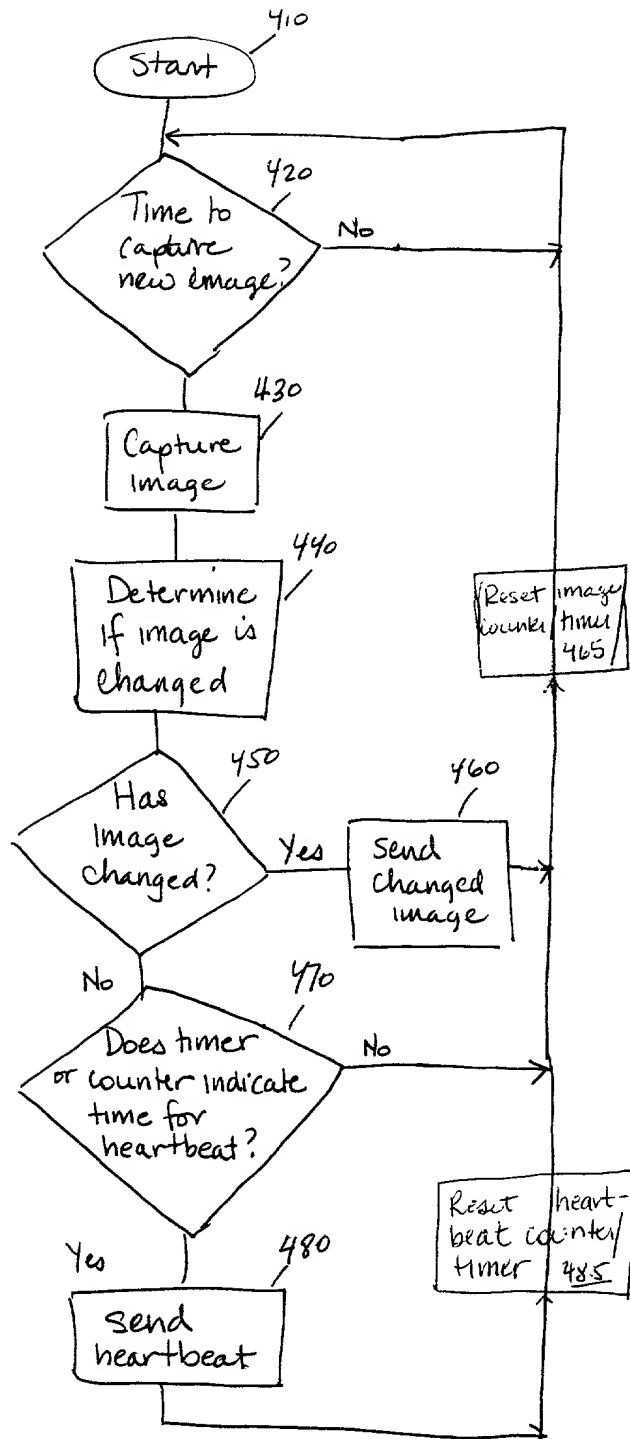 410
Start
420
Time to
capture
new image?
No
430
Capture
image
440
Determine
if image is
changed
Reset image
counter/timer
465
450
Has
image
changed?
Yes
460
Send
changed
image
No
470
Does timer
or counter indicate
time for
heartbeat?
No
Reset heart-
beat counter/
timer 485
Yes
480
Send
heartbeat